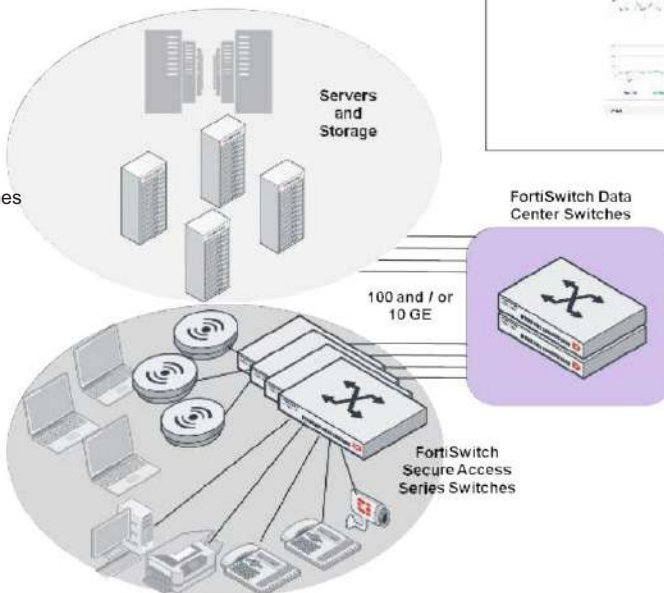 Servers
and
Storage
es
FortiSwitch Data
Center Switches
100 and / or
10 GE
FortiSwitch
Secure Access
Series Switches